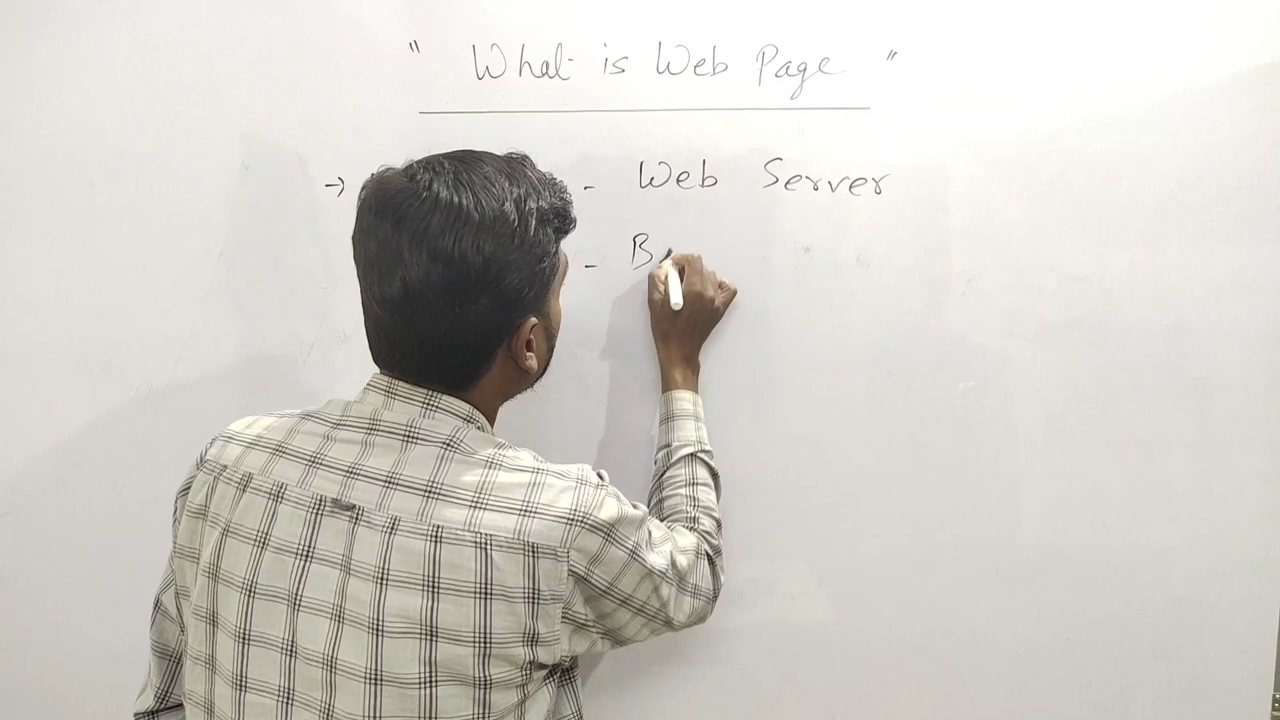 " What is Web Page "
→ - Web Server
- B